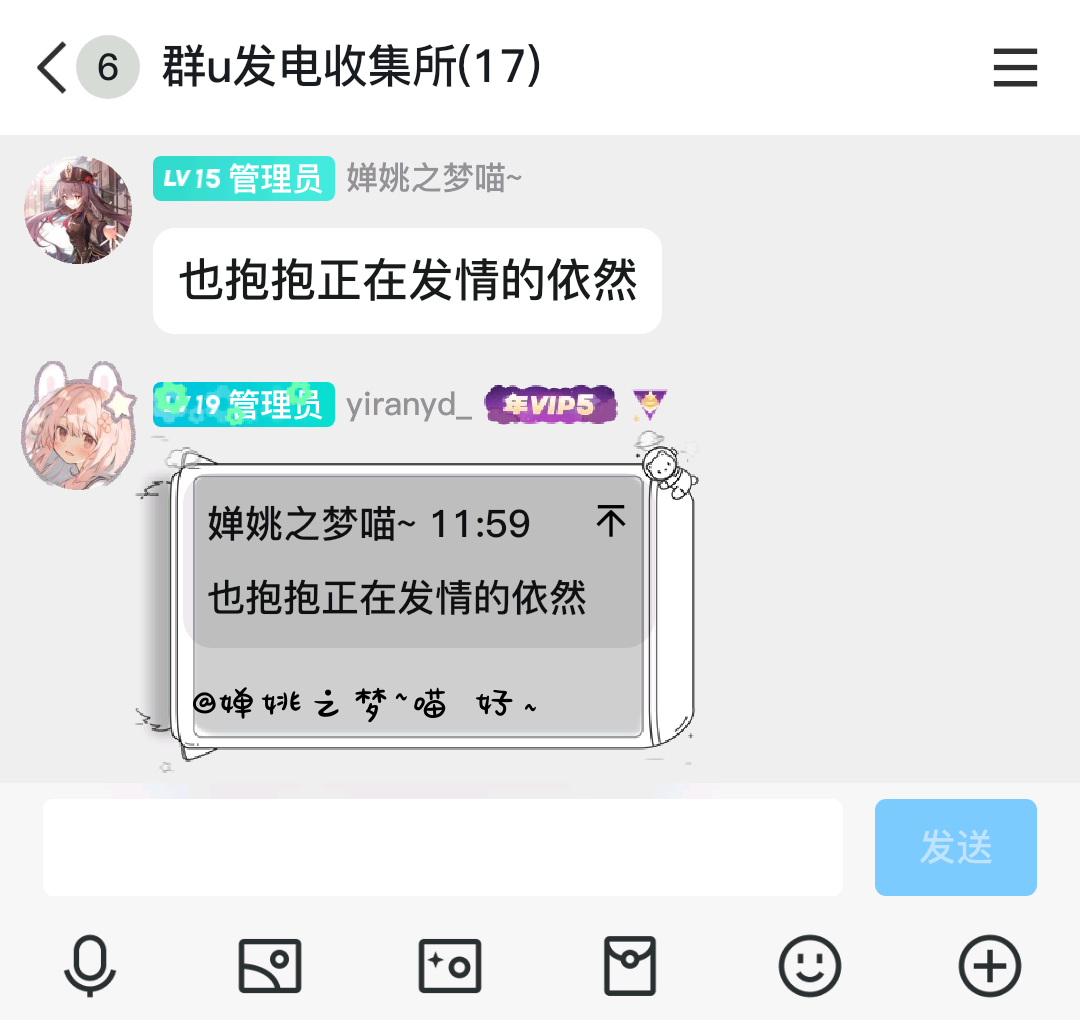 6 群u发电收集所(17)
LV15 管理员 婵姚之梦喵~
也抱抱正在发情的依然
LV19 管理员 yiranyd_ 年VIP5
婵姚之梦喵~ 11:59
也抱抱正在发情的依然
@婵姚之梦~喵 好~
发送